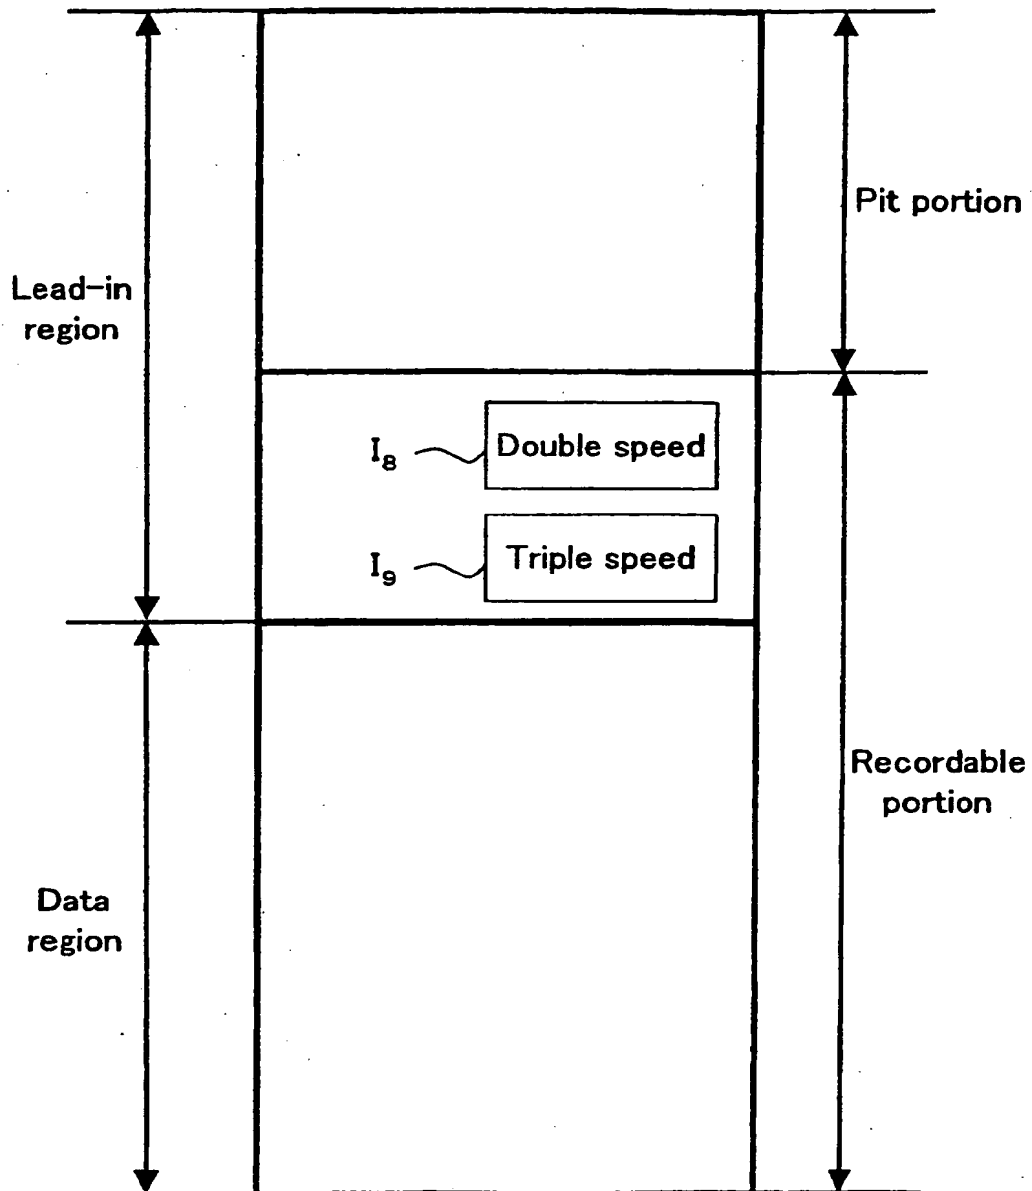 Pit portion
Lead-in
region
I₈
Double speed
I₉
Triple speed
Recordable
portion
Data
region